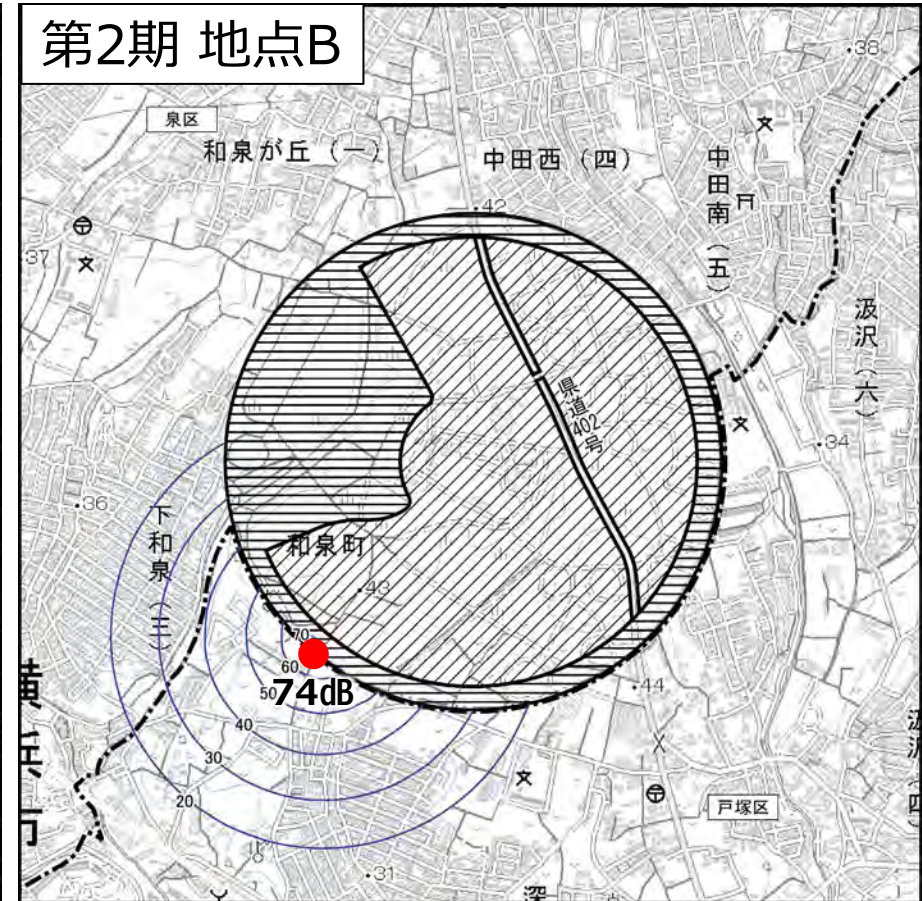 第2期 地点B
・38
泉区
和泉が丘（一）
中田西（四）
中田南（五）
・42
・37
汲沢（六）
県道402号
・34
・36
下和泉（三）
和泉町
・43
70
60
50
74dB
40
30
20
・44
戸塚区
・31
深